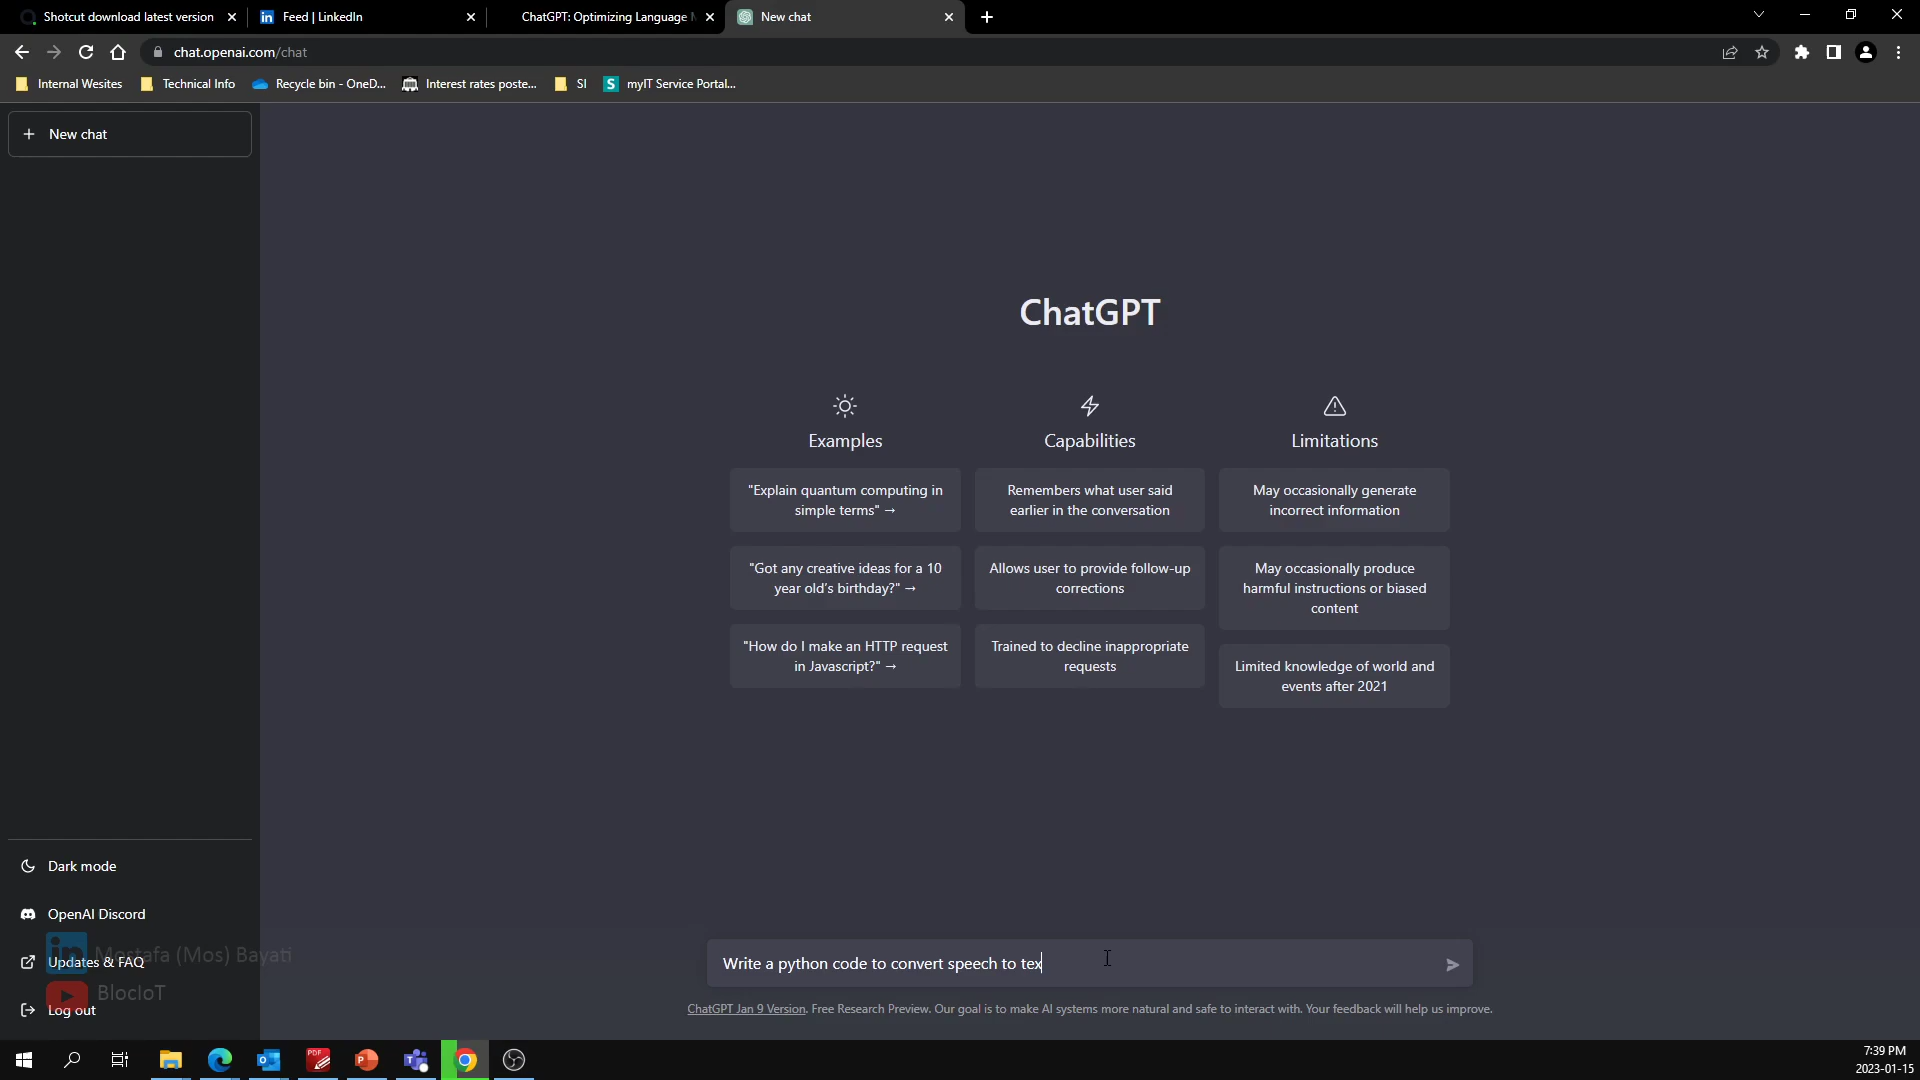 Shotcut download latest version
Feed | LinkedIn
ChatGPT: Optimizing Language M
New chat
chat.openai.com/chat
Internal Wesites
Technical Info
Recycle bin - OneD...
Interest rates poste...
SI
S
myIT Service Portal...
New chat
ChatGPT
Examples
Capabilities
Limitations
"Explain quantum computing in
simple terms" →
Remembers what user said
earlier in the conversation
May occasionally generate
incorrect information
"Got any creative ideas for a 10
year old's birthday?" →
Allows user to provide follow-up
corrections
May occasionally produce
harmful instructions or biased
content
"How do I make an HTTP request
in Javascript?" →
Trained to decline inappropriate
requests
Limited knowledge of world and
events after 2021
Dark mode
OpenAI Discord
in Mostafa (Mos) Bayati
Updates & FAQ
BlocIoT
Log out
Write a python code to convert speech to tex
ChatGPT Jan 9 Version. Free Research Preview. Our goal is to make AI systems more natural and safe to interact with. Your feedback will help us improve.
7:39 PM
2023-01-15